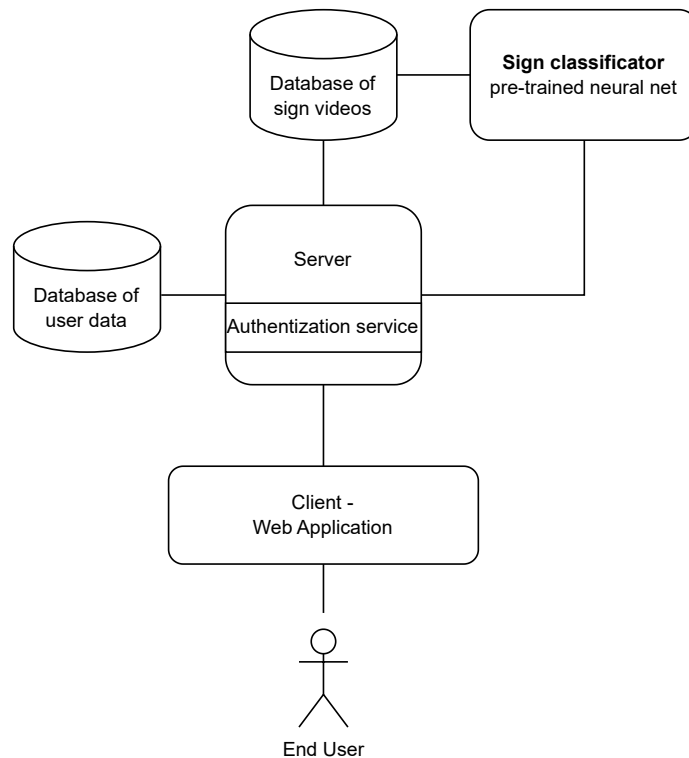 Database of
sign videos
Sign classificator
pre-trained neural net
Server
Database of
user data
Authentization service
Client -
Web Application
End User